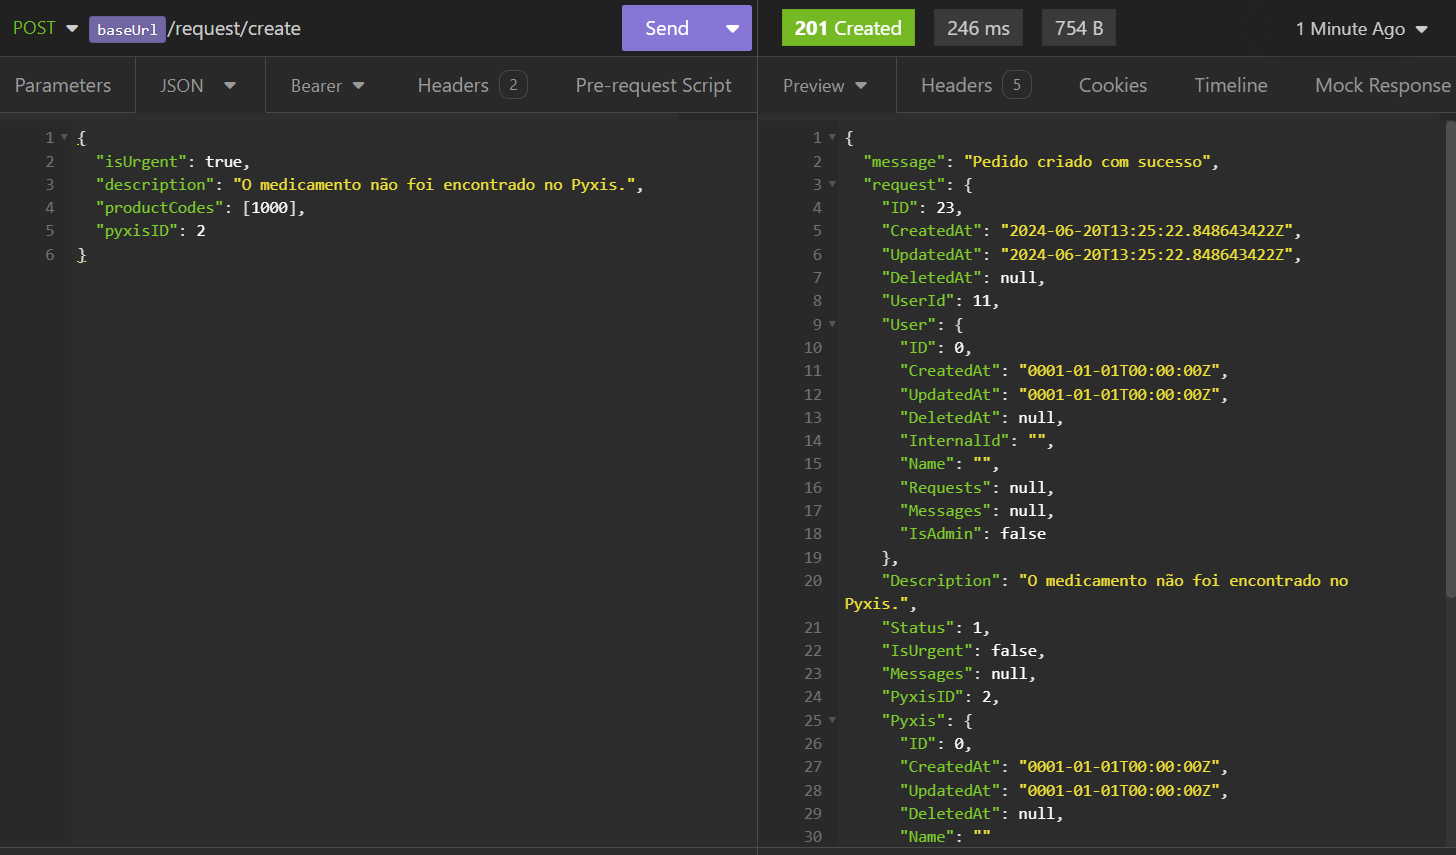 POST baseUrl/request/create Send
201 Created 246 ms 754 B 1 Minute Ago
Parameters JSON Bearer Headers 2 Pre-request Script
Preview Headers 5 Cookies Timeline Mock Response
1 {
2 "isUrgent": true,
3 "description": "O medicamento não foi encontrado no Pyxis.",
4 "productCodes": [1000],
5 "pyxisID": 2
6 }
1 {
2 "message": "Pedido criado com sucesso",
3 "request": {
4 "ID": 23,
5 "CreatedAt": "2024-06-20T13:25:22.848643422Z",
6 "UpdatedAt": "2024-06-20T13:25:22.848643422Z",
7 "DeletedAt": null,
8 "UserId": 11,
9 "User": {
10 "ID": 0,
11 "CreatedAt": "0001-01-01T00:00:00Z",
12 "UpdatedAt": "0001-01-01T00:00:00Z",
13 "DeletedAt": null,
14 "InternalId": "",
15 "Name": "",
16 "Requests": null,
17 "Messages": null,
18 "IsAdmin": false
19 },
20 "Description": "O medicamento não foi encontrado no
Pyxis.",
21 "Status": 1,
22 "IsUrgent": false,
23 "Messages": null,
24 "PyxisID": 2,
25 "Pyxis": {
26 "ID": 0,
27 "CreatedAt": "0001-01-01T00:00:00Z",
28 "UpdatedAt": "0001-01-01T00:00:00Z",
29 "DeletedAt": null,
30 "Name": ""